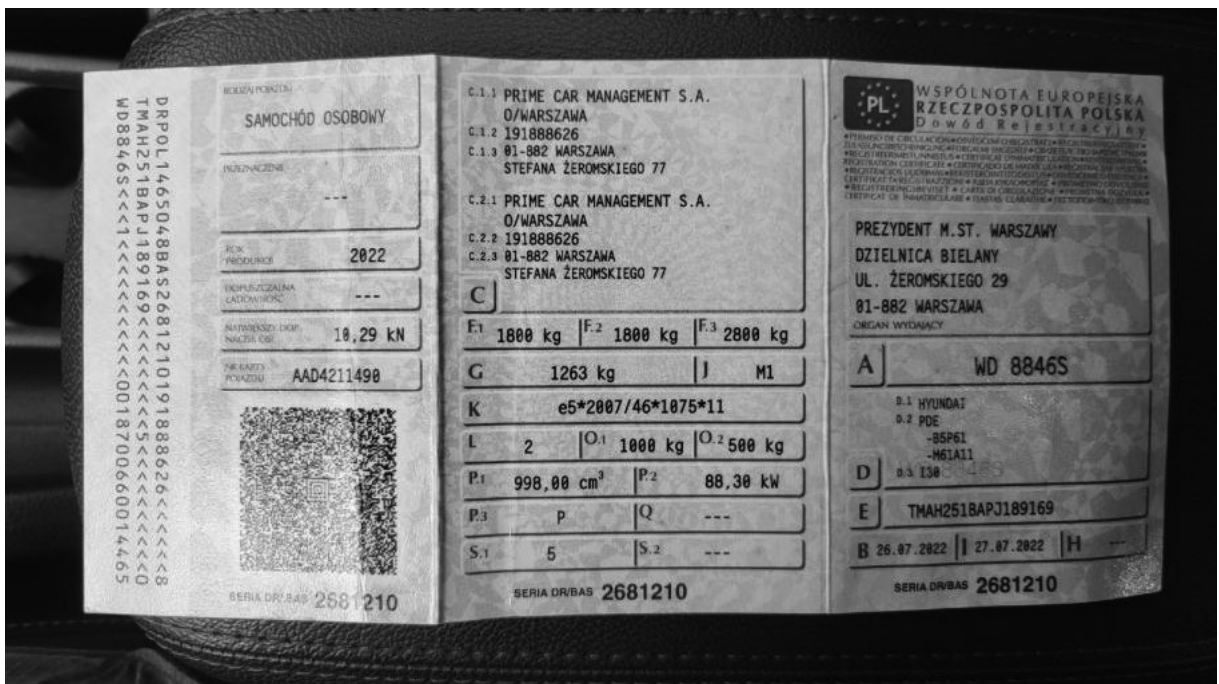 DRPOL1465048BAS2681210191888626<<<<<8
TMAH251BAPJ189169<<<<<<<5<<<<<<<<<<0
WD8846S<<<1<<<<<<<<<<<001870066001 4465
RODZAJ POJAZDU
SAMOCHÓD OSOBOWY
PRZEZNACZENIE
---
ROK PRODUKCJI 2022
DOPUSZCZALNA ŁADOWNOŚĆ ---
NAJWIĘKSZY DOP. NACISK OSI 10,29 kN
NR KARTY POJAZDU AAD4211490
SERIA DR/BAS 2681210
C.1.1 PRIME CAR MANAGEMENT S.A.
O/WARSZAWA
C.1.2 191888626
C.1.3 01-882 WARSZAWA
STEFANA ŻEROMSKIEGO 77
C.2.1 PRIME CAR MANAGEMENT S.A.
O/WARSZAWA
C.2.2 191888626
C.2.3 01-882 WARSZAWA
STEFANA ŻEROMSKIEGO 77
C
F.1 1800 kg F.2 1800 kg F.3 2800 kg
G 1263 kg J M1
K e5*2007/46*1075*11
L 2 O.1 1000 kg O.2 500 kg
P.1 998,00 cm³ P.2 88,30 kW
P.3 P Q ---
S.1 5 S.2 ---
SERIA DR/BAS 2681210
PL
WSPÓLNOTA EUROPEJSKA
RZECZPOSPOLITA POLSKA
Dowód Rejestracyjny
PREZYDENT M.ST. WARSZAWY
DZIELNICA BIELANY
UL. ŻEROMSKIEGO 29
01-882 WARSZAWA
ORGAN WYDAJĄCY
A WD 8846S
D.1 HYUNDAI
D.2 PDE
-B5P61
-M61A11
D D.3 I30
E TMAH251BAPJ189169
B 26.07.2022 I 27.07.2022 H ---
SERIA DR/BAS 2681210